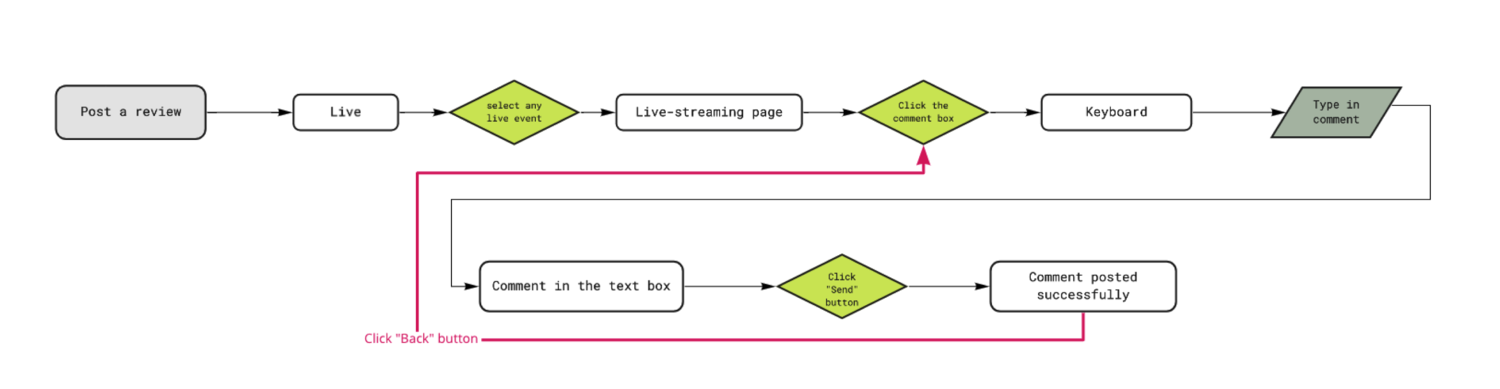 Post a review
Live
select any
live event
Live-streaming page
Click the
comment box
Keyboard
Type in
comment
Comment in the text box
Click
"Send"
button
Comment posted
successfully
Click "Back" button